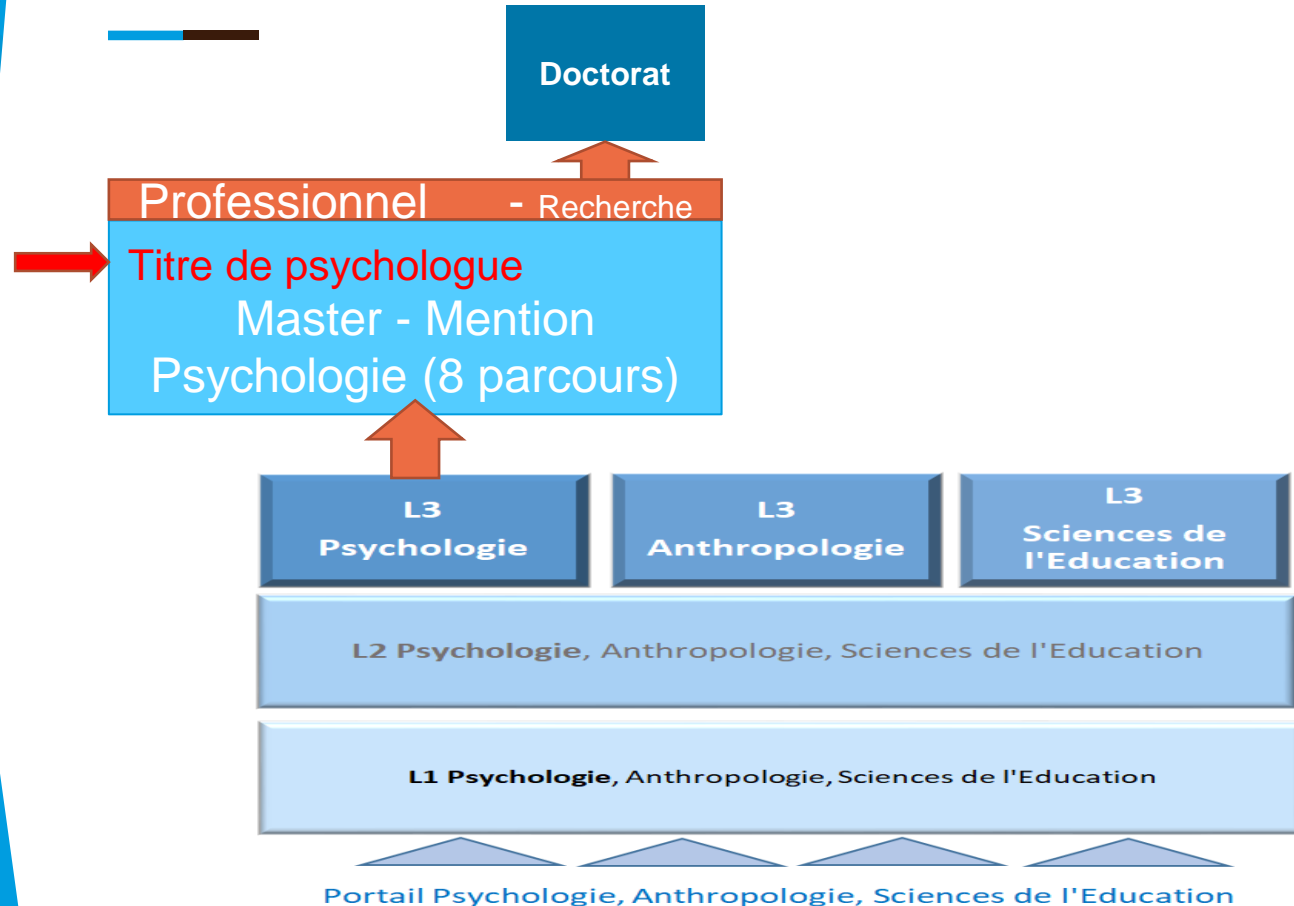 Doctorat
Professionnel - Recherche
Titre de psychologue
Master - Mention
Psychologie (8 parcours)
L3
Psychologie
L3
Anthropologie
L3
Sciences de
l'Education
L2 Psychologie, Anthropologie, Sciences de l'Education
L1 Psychologie, Anthropologie, Sciences de l'Education
Portail Psychologie, Anthropologie, Sciences de l'Education